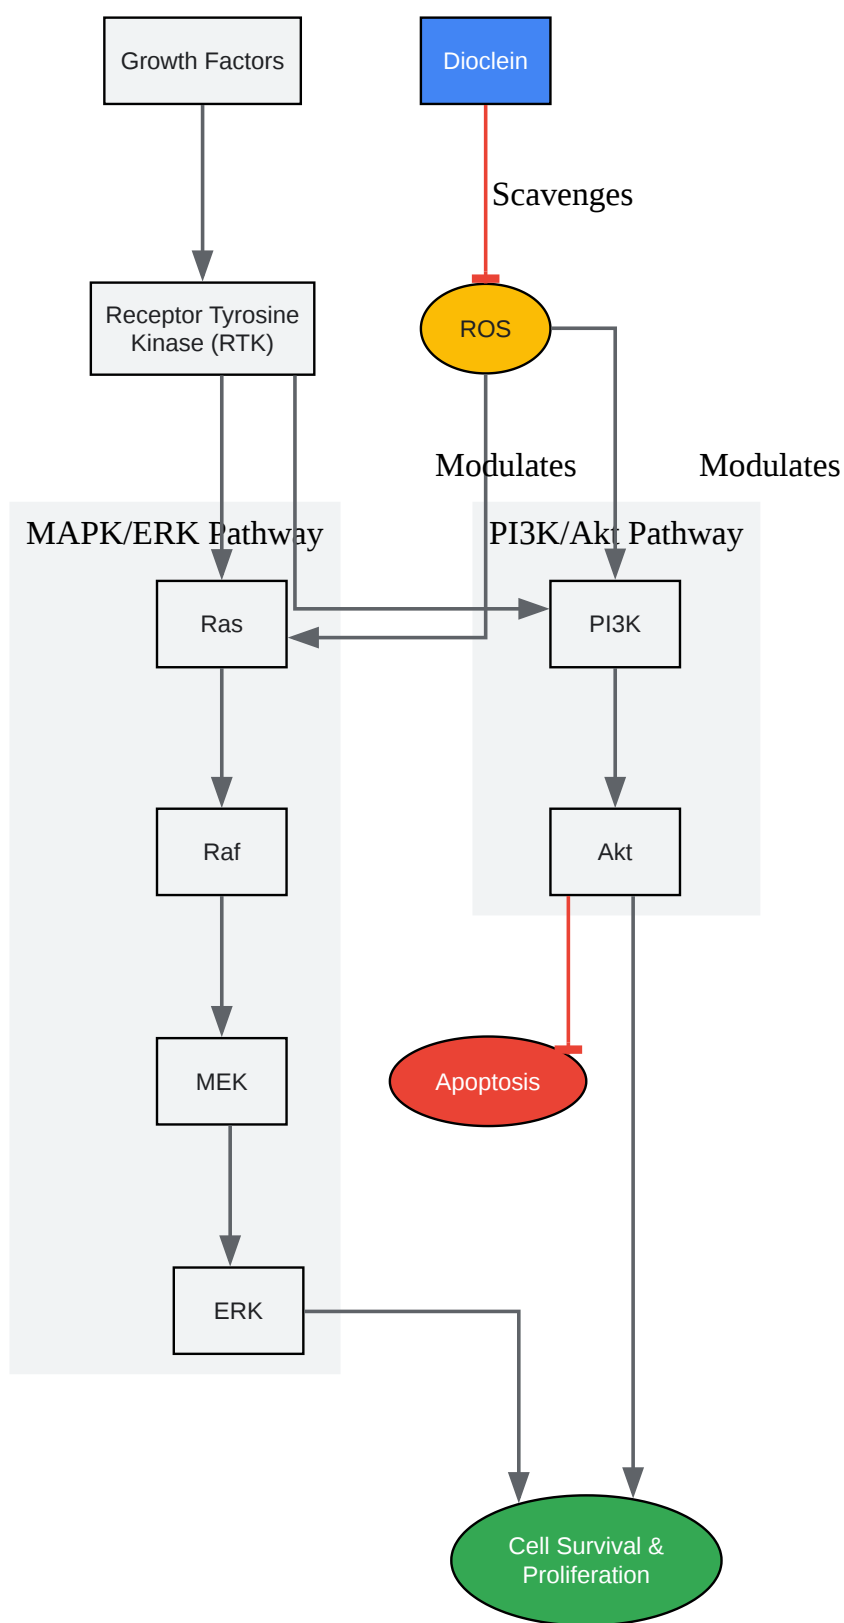 Growth Factors
Dioclein
Scavenges
Receptor Tyrosine
Kinase (RTK)
ROS
Modulates
Modulates
MAPK/ERK Pathway
PI3K/Akt Pathway
Ras
PI3K
Raf
Akt
MEK
Apoptosis
ERK
Cell Survival &
Proliferation